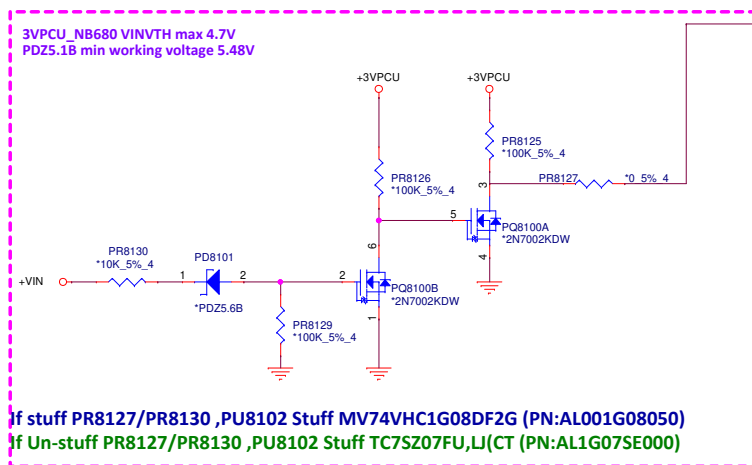 3VPCU_NB680 VINVTH max 4.7V
PDZ5.1B min working voltage 5.48V
+3VPCU
+3VPCU
PR8125
*100K_5%_4
PR8126
*100K_5%_4
3
PR8127
*0_5%_4
5
PQ8100A
*2N7002KDW
4
6
PR8130
*10K_5%_4
PD8101
+VIN
1
2
2
PQ8100B
*2N7002KDW
*PDZ5.6B
1
PR8129
*100K_5%_4
If stuff PR8127/PR8130 ,PU8102 Stuff MV74VHC1G08DF2G (PN:AL001G08050)
If Un-stuff PR8127/PR8130 ,PU8102 Stuff TC7SZ07FU,LJ(CT (PN:AL1G07SE000)